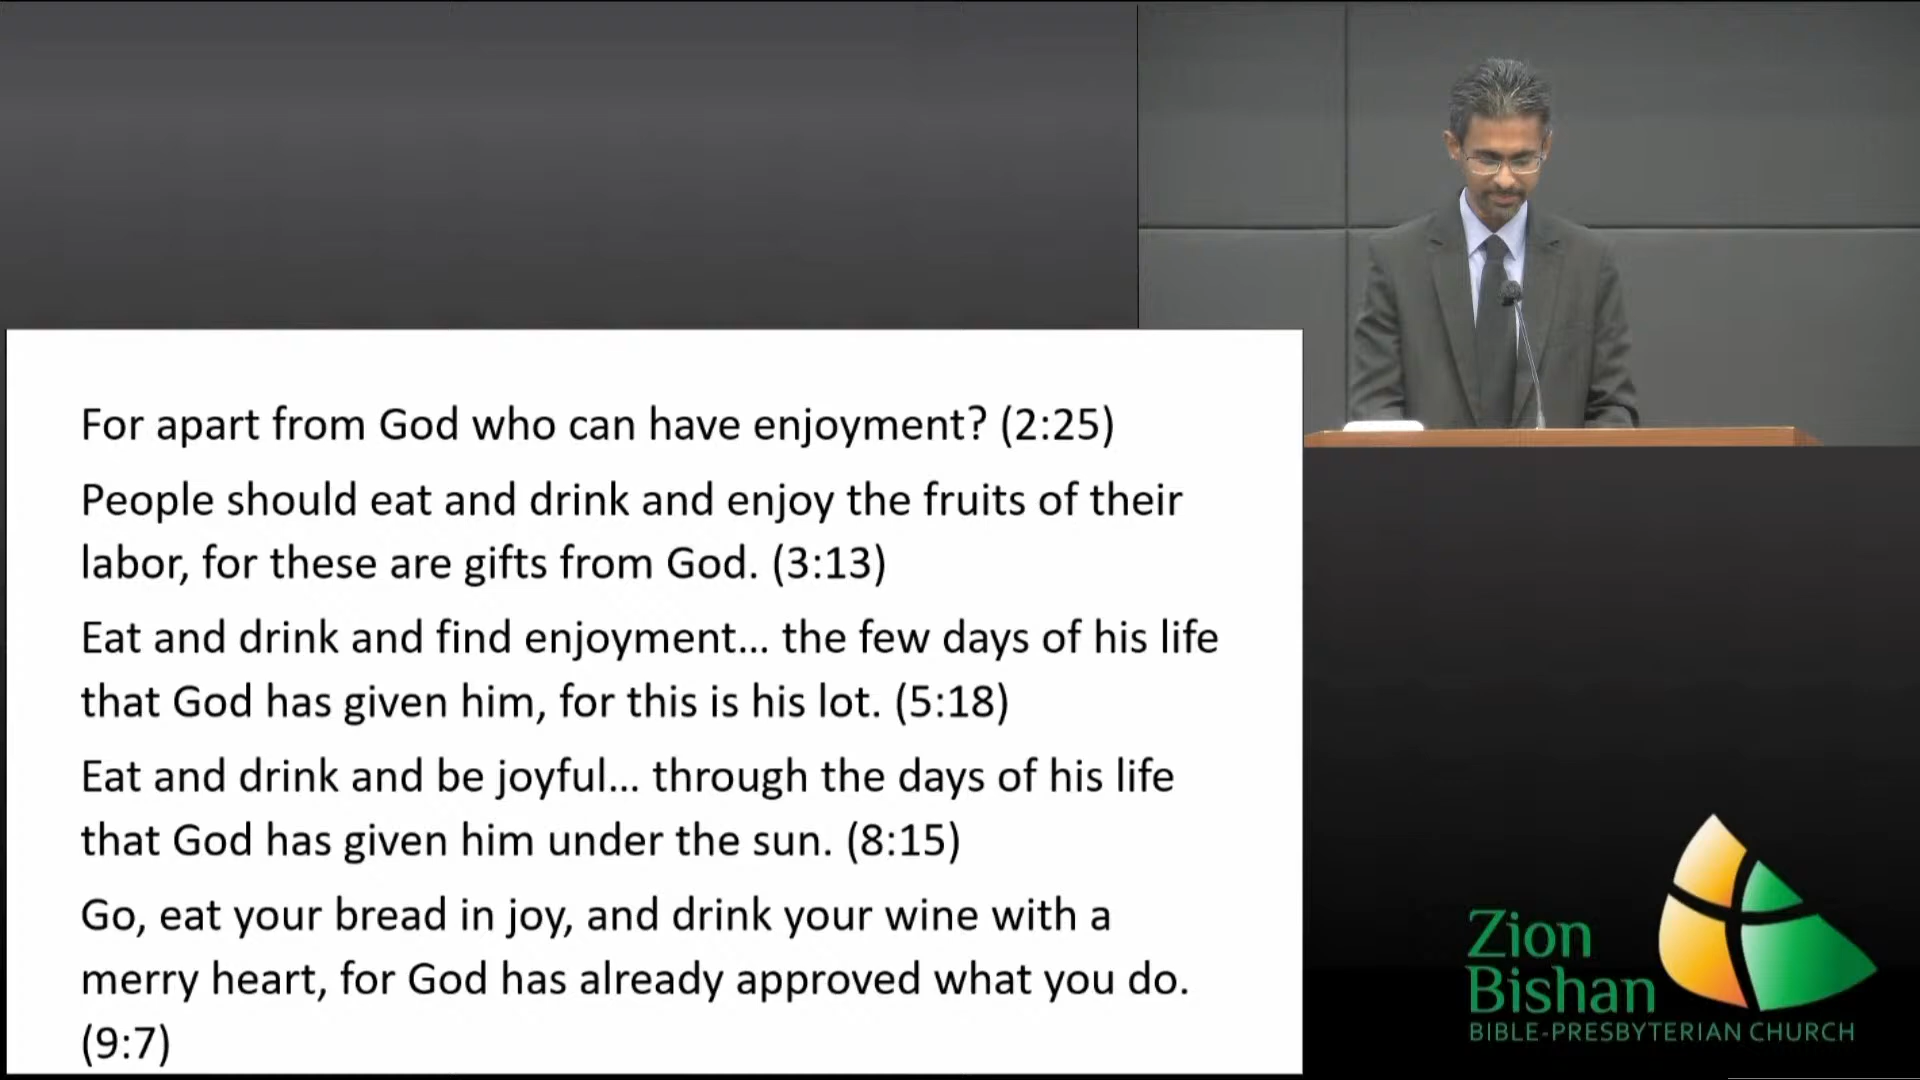 For apart from God who can have enjoyment? (2:25)
People should eat and drink and enjoy the fruits of their
labor, for these are gifts from God. (3:13)
Eat and drink and find enjoyment... the few days of his life
that God has given him, for this is his lot. (5:18)
Eat and drink and be joyful... through the days of his life
that God has given him under the sun. (8:15)
Go, eat your bread in joy, and drink your wine with a
merry heart, for God has already approved what you do.
(9:7)
Zion
Bishan
BIBLE-PRESBYTERIAN CHURCH